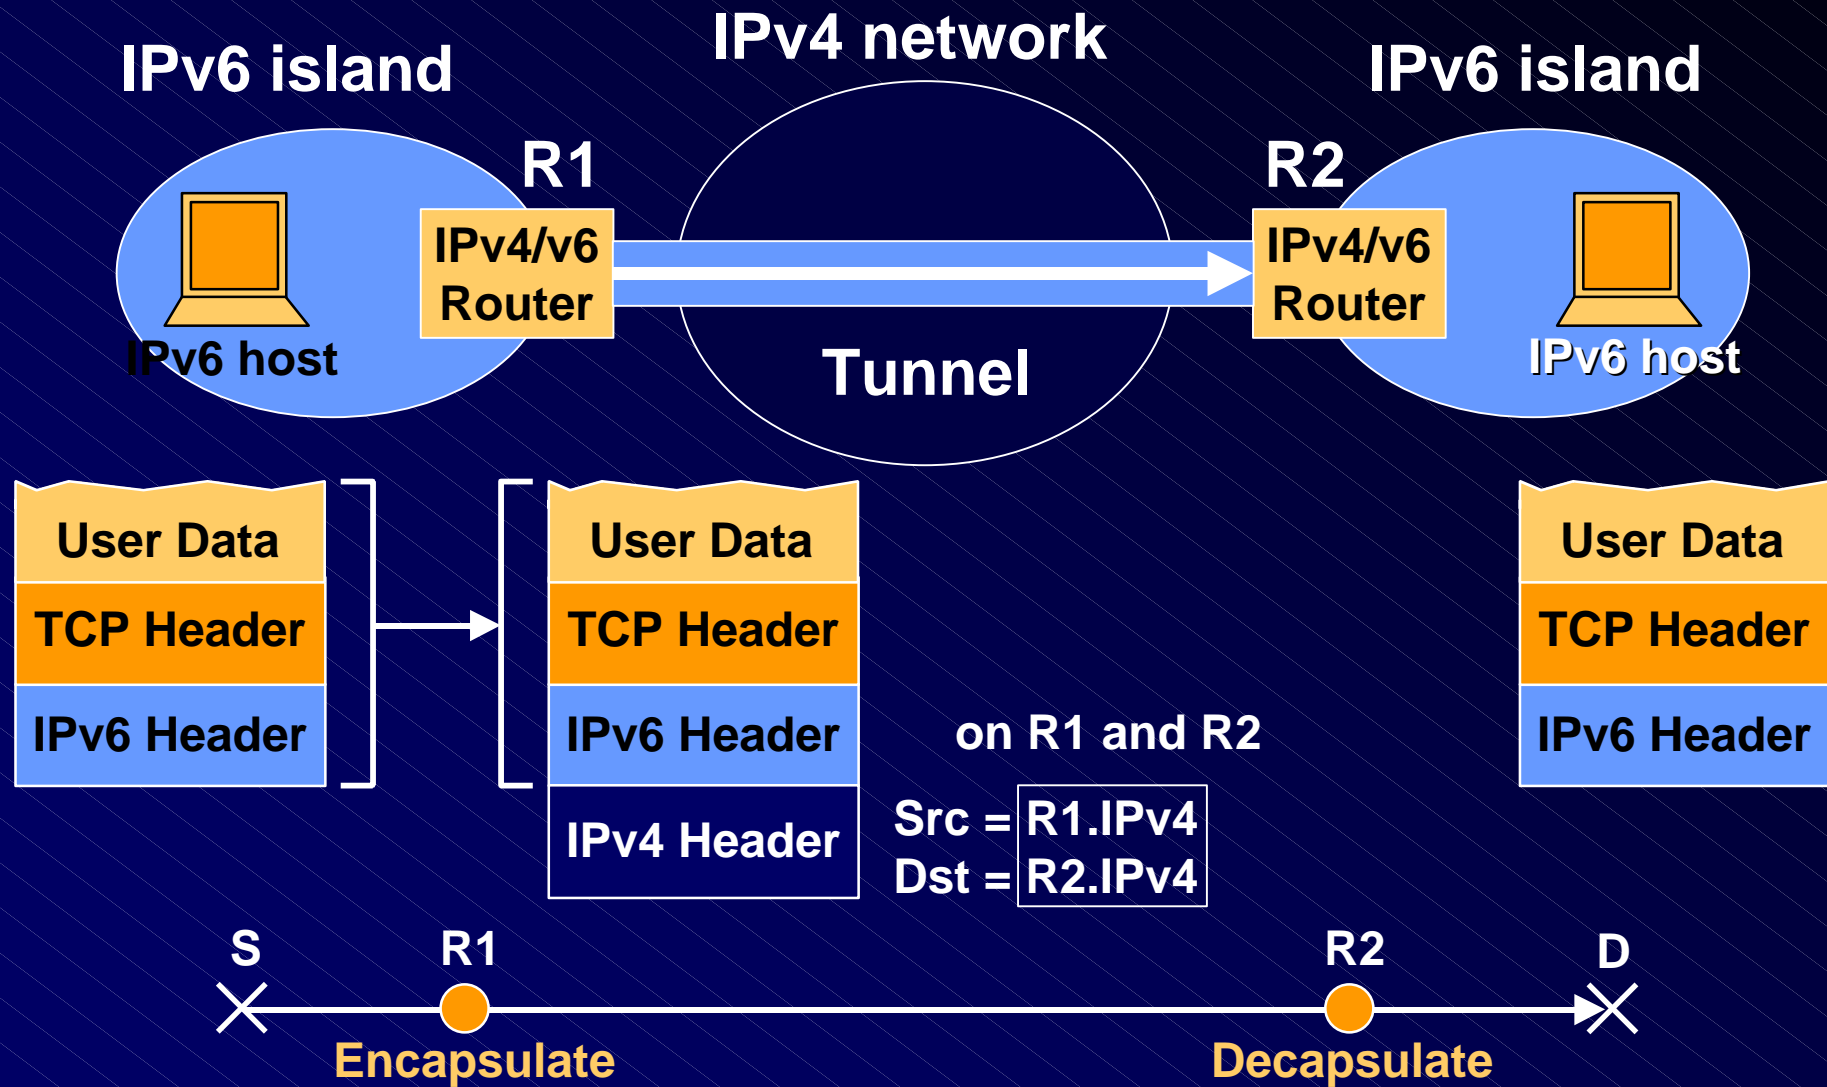 IPv4 network
IPv6 island
IPv6 island
R1
R2
IPv4/v6
Router
IPv4/v6
Router
IPv6 host
Tunnel
IPv6 host
User Data
TCP Header
IPv6 Header
User Data
TCP Header
IPv6 Header
IPv4 Header
on R1 and R2
Src = R1.IPv4
Dst = R2.IPv4
User Data
TCP Header
IPv6 Header
S
R1
R2
D
Encapsulate
Decapsulate